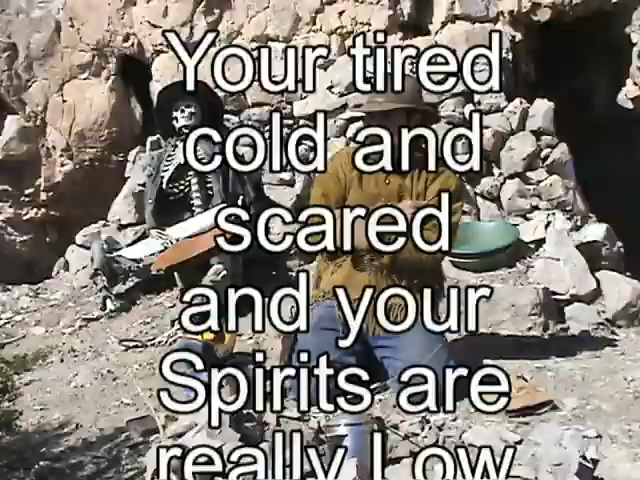 Your tired
cold and
scared
and your
Spirits are
really Low